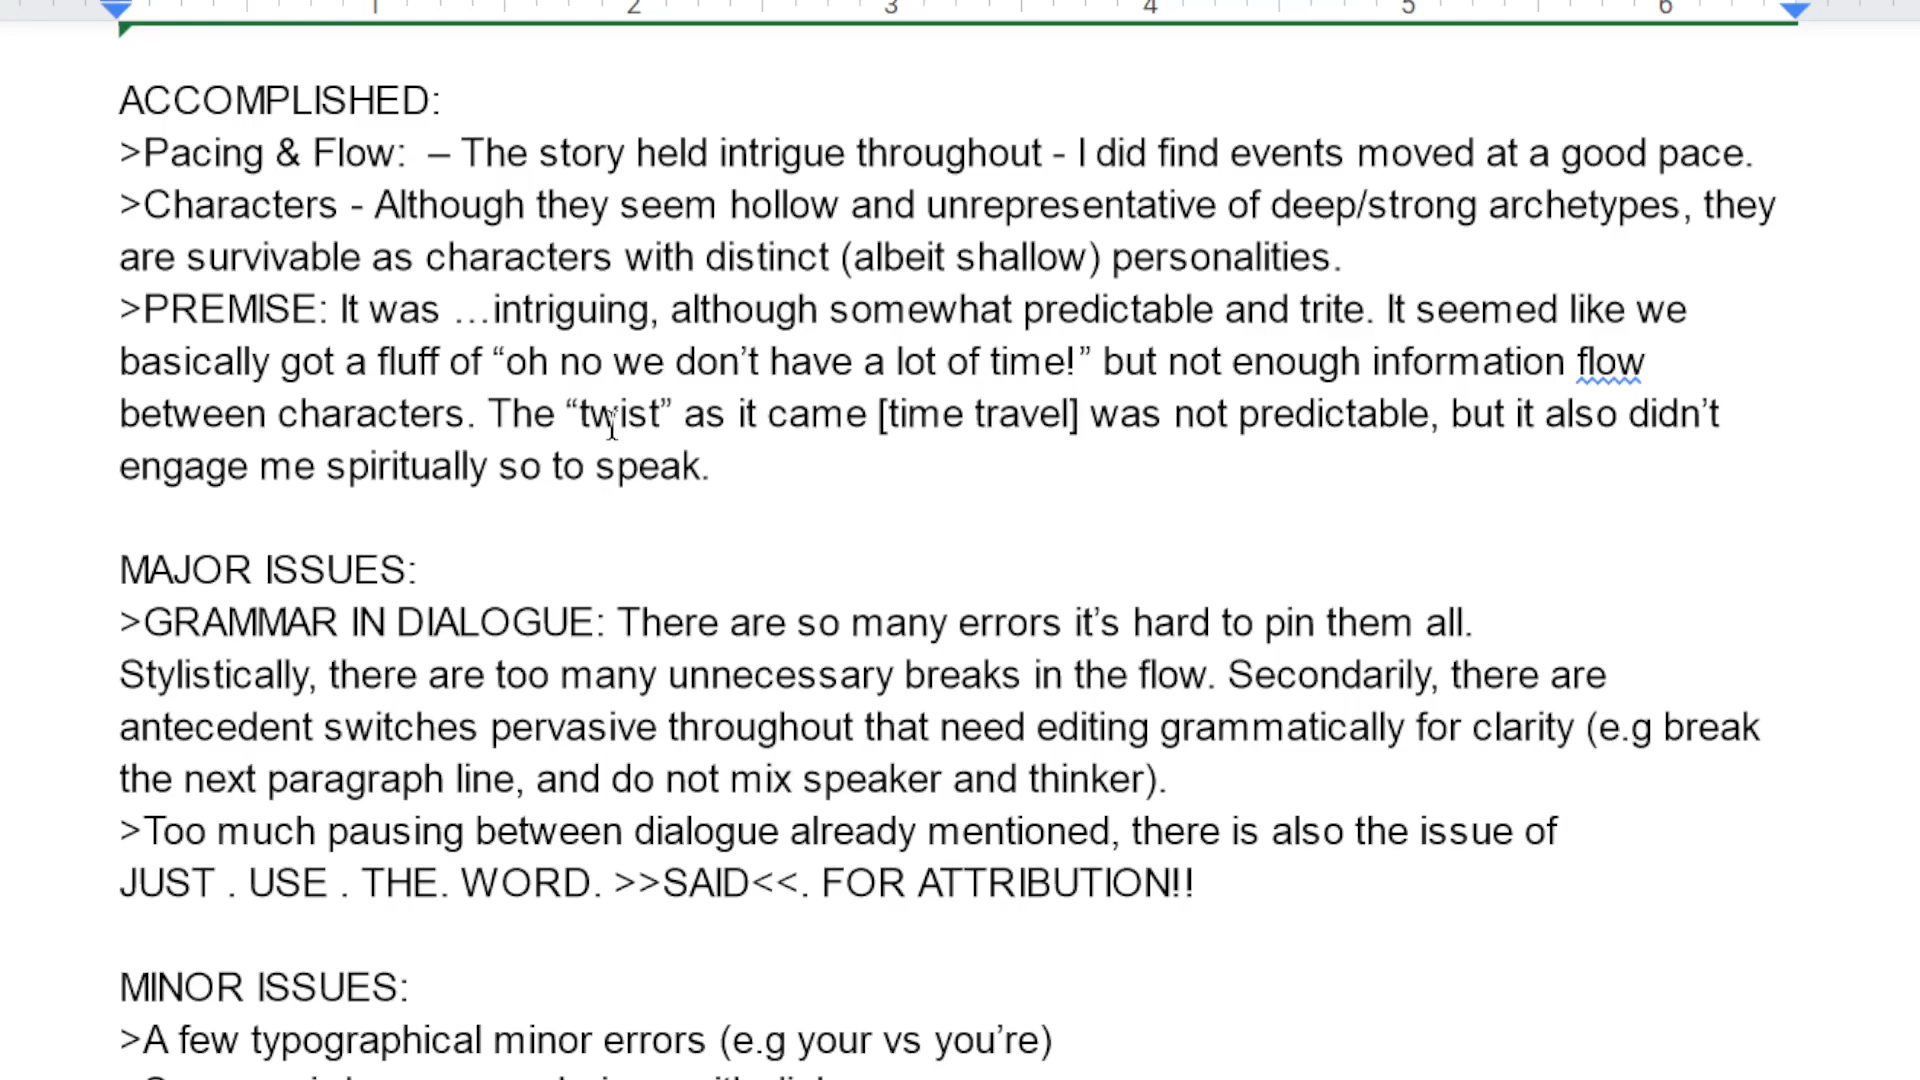 1 2 3 4 5 6
ACCOMPLISHED:
>Pacing & Flow:  – The story held intrigue throughout - I did find events moved at a good pace.
>Characters - Although they seem hollow and unrepresentative of deep/strong archetypes, they
are survivable as characters with distinct (albeit shallow) personalities.
>PREMISE: It was …intriguing, although somewhat predictable and trite. It seemed like we
basically got a fluff of “oh no we don’t have a lot of time!” but not enough information flow
between characters. The “twist” as it came [time travel] was not predictable, but it also didn’t
engage me spiritually so to speak.
MAJOR ISSUES:
>GRAMMAR IN DIALOGUE: There are so many errors it’s hard to pin them all.
Stylistically, there are too many unnecessary breaks in the flow. Secondarily, there are
antecedent switches pervasive throughout that need editing grammatically for clarity (e.g break
the next paragraph line, and do not mix speaker and thinker).
>Too much pausing between dialogue already mentioned, there is also the issue of
JUST . USE . THE. WORD. >>SAID<<. FOR ATTRIBUTION!!
MINOR ISSUES:
>A few typographical minor errors (e.g your vs you’re)